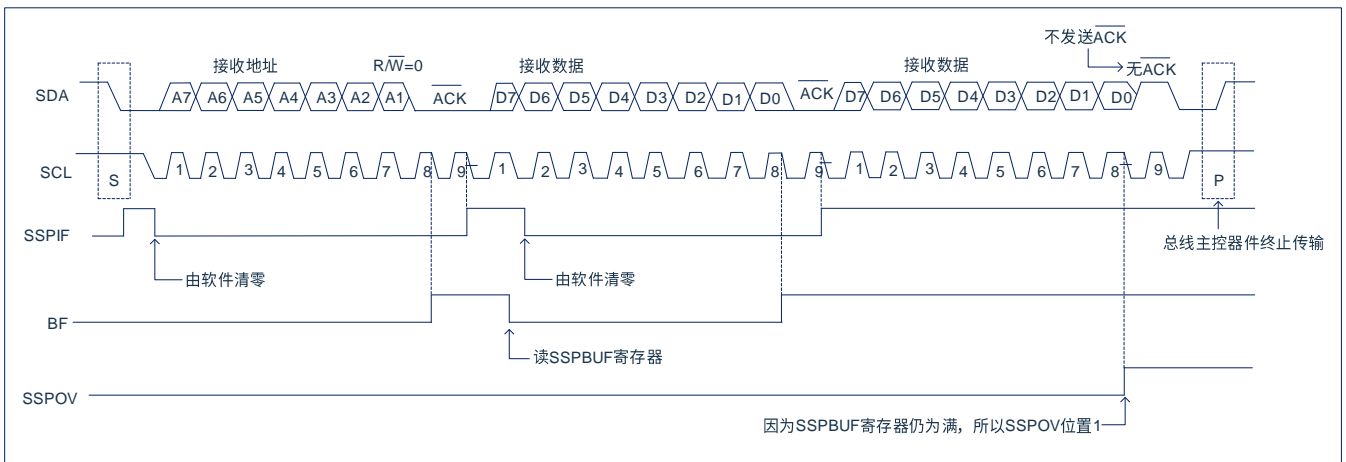 不发送ACK
接收地址 R/W=0 接收数据 接收数据 无ACK
SDA A7 A6 A5 A4 A3 A2 A1 ACK D7 D6 D5 D4 D3 D2 D1 D0 ACK D7 D6 D5 D4 D3 D2 D1 D0
SCL S 1 2 3 4 5 6 7 8 9 1 2 3 4 5 6 7 8 9 1 2 3 4 5 6 7 8 9 P
SSPIF
总线主控器件终止传输
由软件清零 由软件清零
BF
读SSPBUF寄存器
SSPOV
因为SSPBUF寄存器仍为满，所以SSPOV位置1